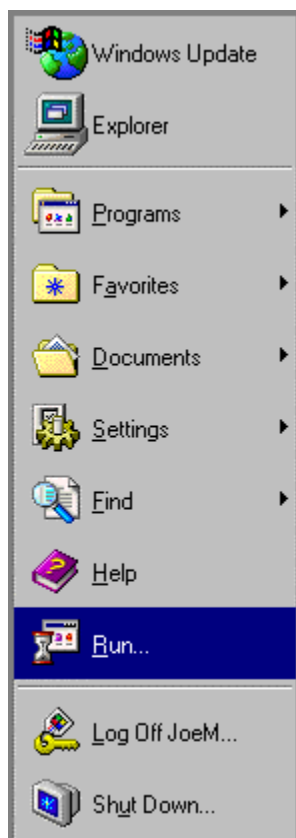 Windows Update
Explorer
Programs
Favorites
Documents
Settings
Find
Help
Run...
Log Off JoeM...
Shut Down...